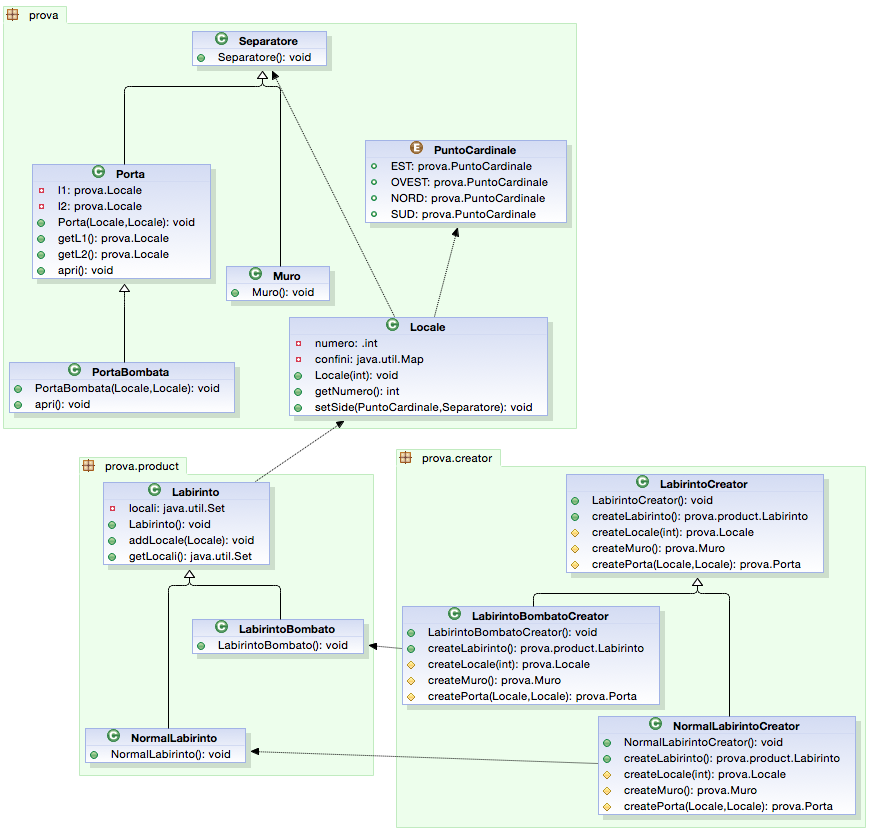 prova
Separatore
Separatore(): void
PuntoCardinale
EST: prova.PuntoCardinale
OVEST: prova.PuntoCardinale
NORD: prova.PuntoCardinale
SUD: prova.PuntoCardinale
Porta
l1: prova.Locale
l2: prova.Locale
Porta(Locale,Locale): void
getL1(): prova.Locale
getL2(): prova.Locale
apri(): void
Muro
Muro(): void
Locale
numero: .int
confini: java.util.Map
Locale(int): void
getNumero(): int
setSide(PuntoCardinale,Separatore): void
PortaBombata
PortaBombata(Locale,Locale): void
apri(): void
prova.product
Labirinto
locali: java.util.Set
Labirinto(): void
addLocale(Locale): void
getLocali(): java.util.Set
LabirintoBombato
LabirintoBombato(): void
NormalLabirinto
NormalLabirinto(): void
prova.creator
LabirintoCreator
LabirintoCreator(): void
createLabirinto(): prova.product.Labirinto
createLocale(int): prova.Locale
createMuro(): prova.Muro
createPorta(Locale,Locale): prova.Porta
LabirintoBombatoCreator
LabirintoBombatoCreator(): void
createLabirinto(): prova.product.Labirinto
createLocale(int): prova.Locale
createMuro(): prova.Muro
createPorta(Locale,Locale): prova.Porta
NormalLabirintoCreator
NormalLabirintoCreator(): void
createLabirinto(): prova.product.Labirinto
createLocale(int): prova.Locale
createMuro(): prova.Muro
createPorta(Locale,Locale): prova.Porta